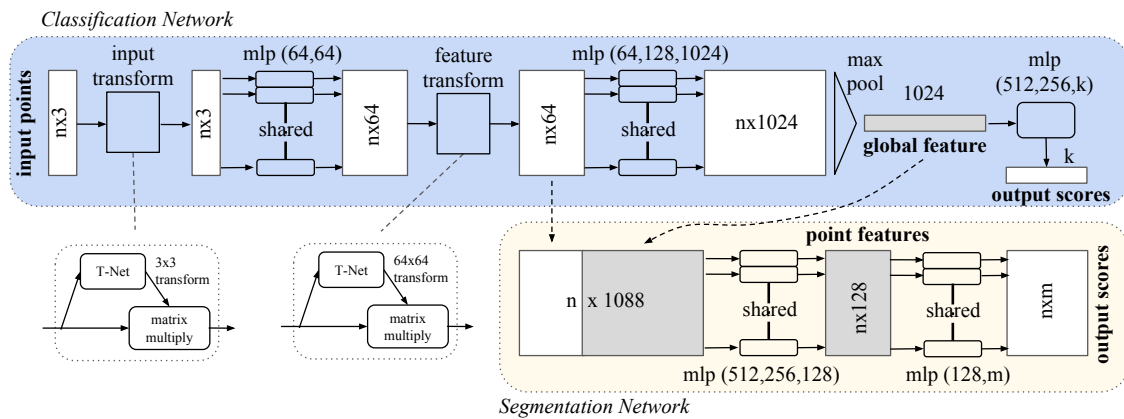 Classification Network
input points
nx3
input
transform
nx3
mlp (64,64)
shared
nx64
feature
transform
nx64
mlp (64,128,1024)
shared
nx1024
max
pool
1024
global feature
mlp
(512,256,k)
k
output scores
T-Net
3x3
transform
matrix
multiply
T-Net
64x64
transform
matrix
multiply
point features
n x 1088
shared
mlp (512,256,128)
nx128
shared
mlp (128,m)
nxm
output scores
Segmentation Network